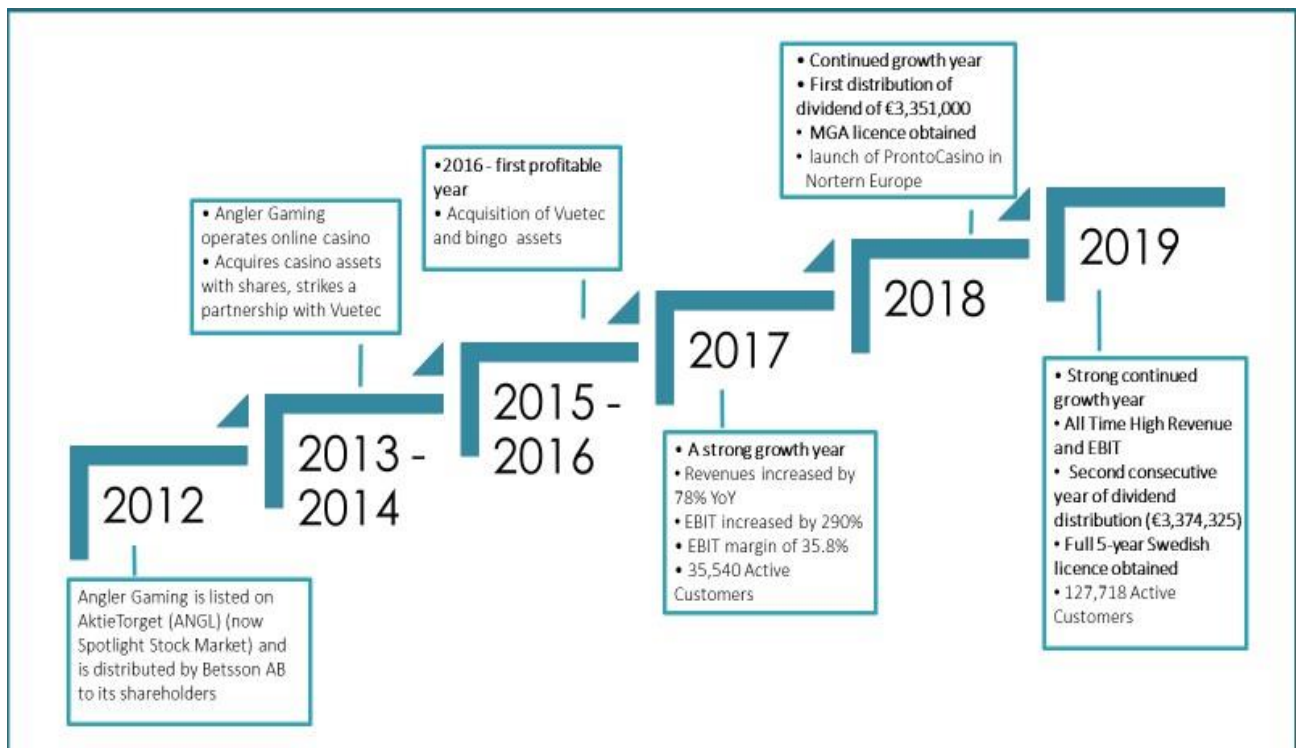 2012
Angler Gaming is listed on
AktieTorget (ANGL) (now
Spotlight Stock Market) and
is distributed by Betsson AB
to its shareholders
• Angler Gaming
operates online casino
• Acquires casino assets
with shares, strikes a
partnership with Vuetec
2013 -
2014
•2016 - first profitable
year
• Acquisition of Vuetec
and bingo assets
2015 -
2016
2017
• A strong growth year
• Revenues increased by
78% YoY
• EBIT increased by 290%
• EBIT margin of 35.8%
• 35,540 Active
Customers
• Continued growth year
• First distribution of
dividend of €3,351,000
• MGA licence obtained
• launch of ProntoCasino in
Nortern Europe
2018
2019
• Strong continued
growth year
• All Time High Revenue
and EBIT
• Second consecutive
year of dividend
distribution (€3,374,325)
• Full 5-year Swedish
licence obtained
• 127,718 Active
Customers